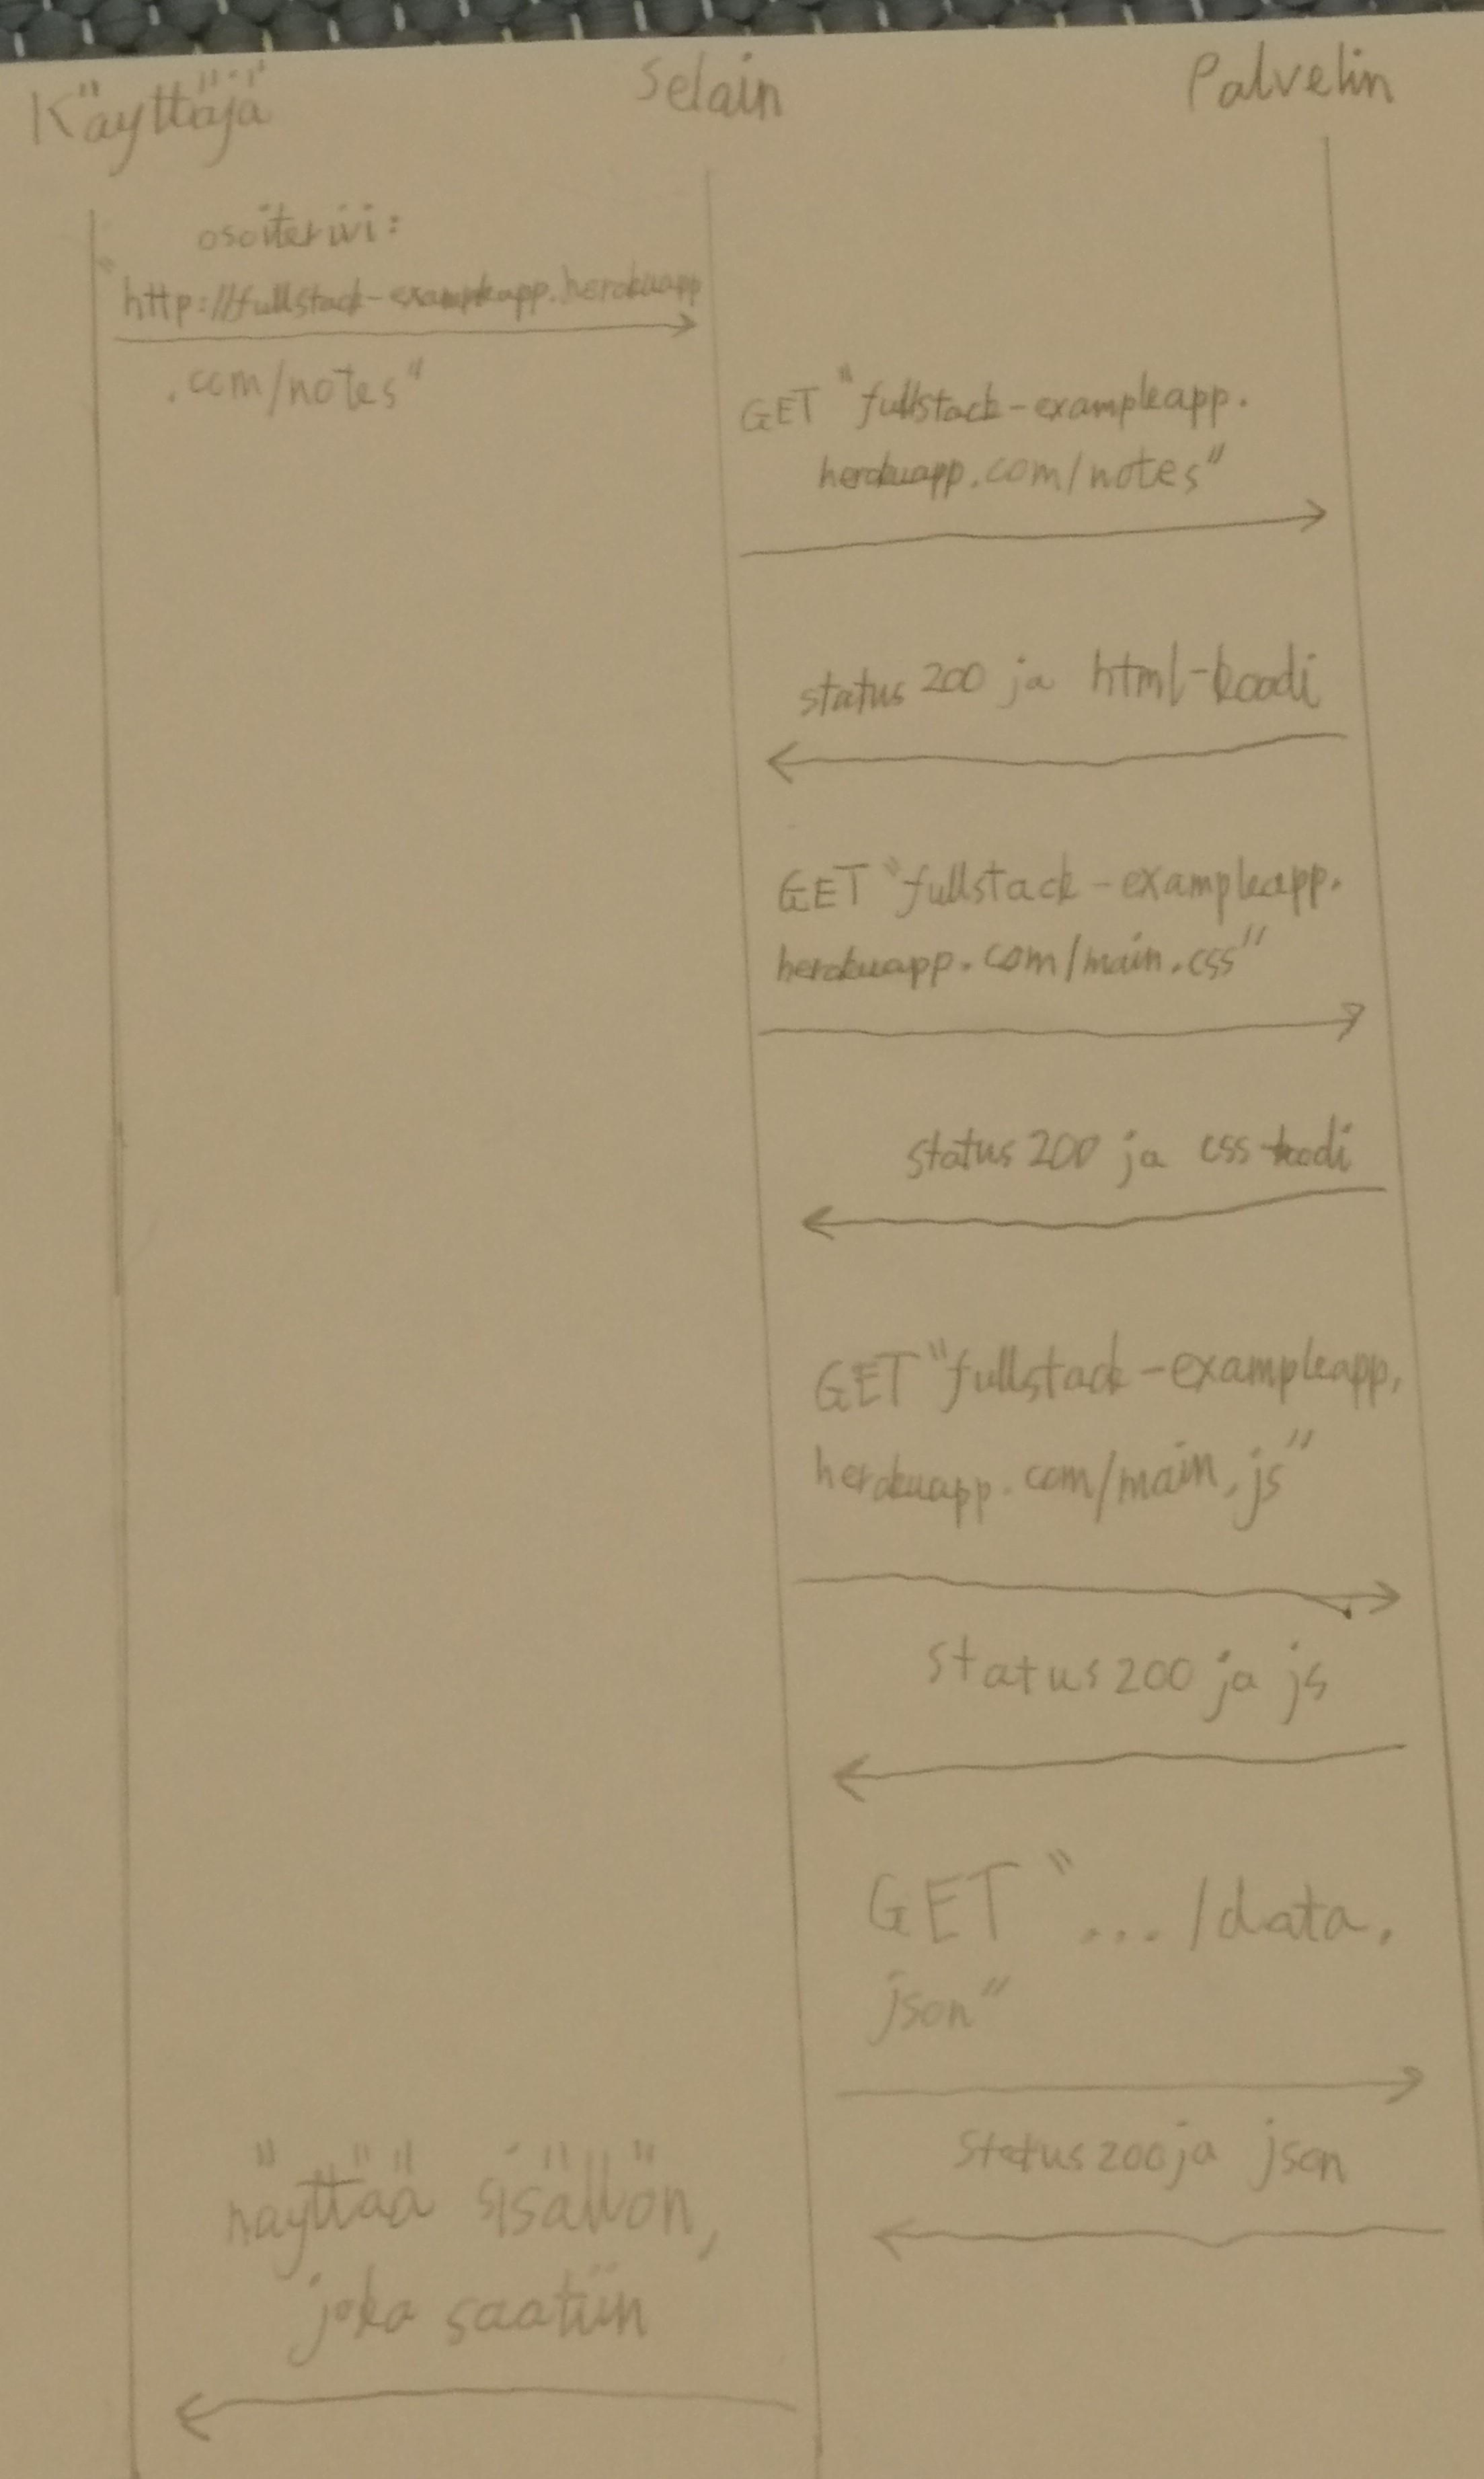 Käyttäjä
Selain
Palvelin
osoiterivi:
"http://fullstack-exampleapp.herokuapp
.com/notes"
GET "fullstack-exampleapp.
herokuapp.com/notes"
status 200 ja html-koodi
GET "fullstack-exampleapp.
herokuapp.com/main.css"
status 200 ja css-koodi
GET "fullstack-exampleapp.
herokuapp.com/main.js"
status 200 ja js
GET "... /data.
json"
status 200 ja json
näyttää sisällön,
joka saatiin